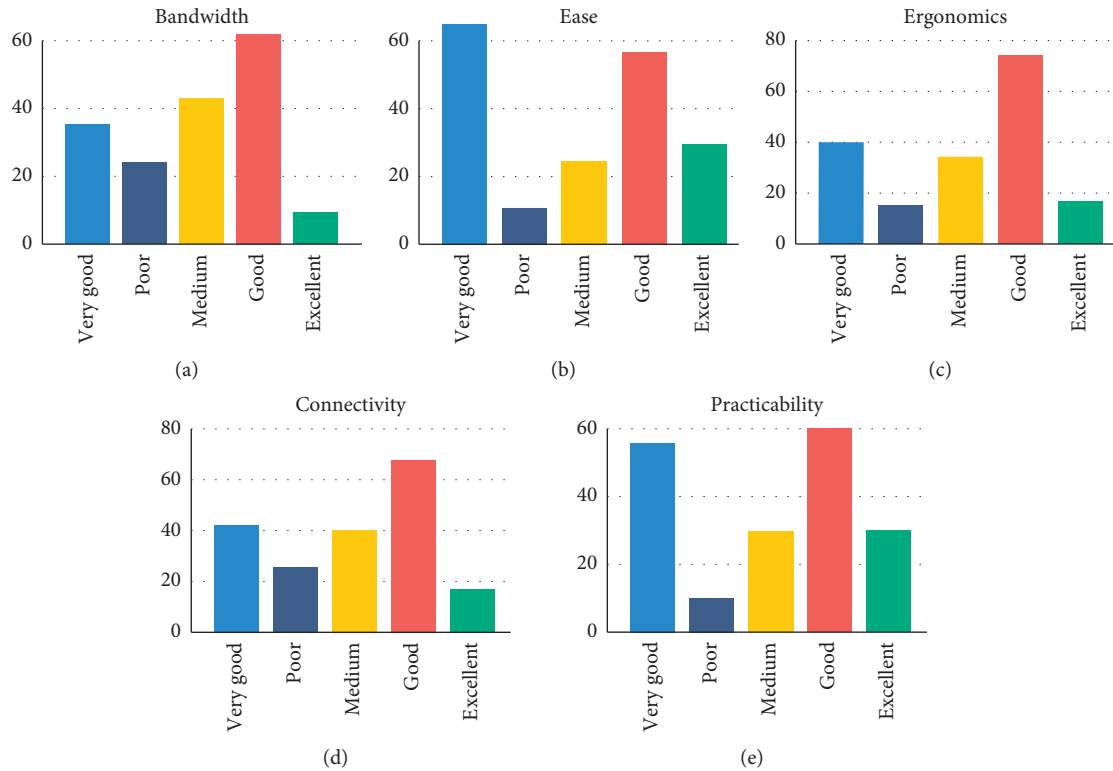 Bandwidth
60
40
20
0
Very good
Poor
Medium
Good
Excellent
(a)
Ease
60
40
20
0
Very good
Poor
Medium
Good
Excellent
(b)
Ergonomics
80
60
40
20
0
Very good
Poor
Medium
Good
Excellent
(c)
Connectivity
80
60
40
20
0
Very good
Poor
Medium
Good
Excellent
(d)
Practicability
60
40
20
0
Very good
Poor
Medium
Good
Excellent
(e)